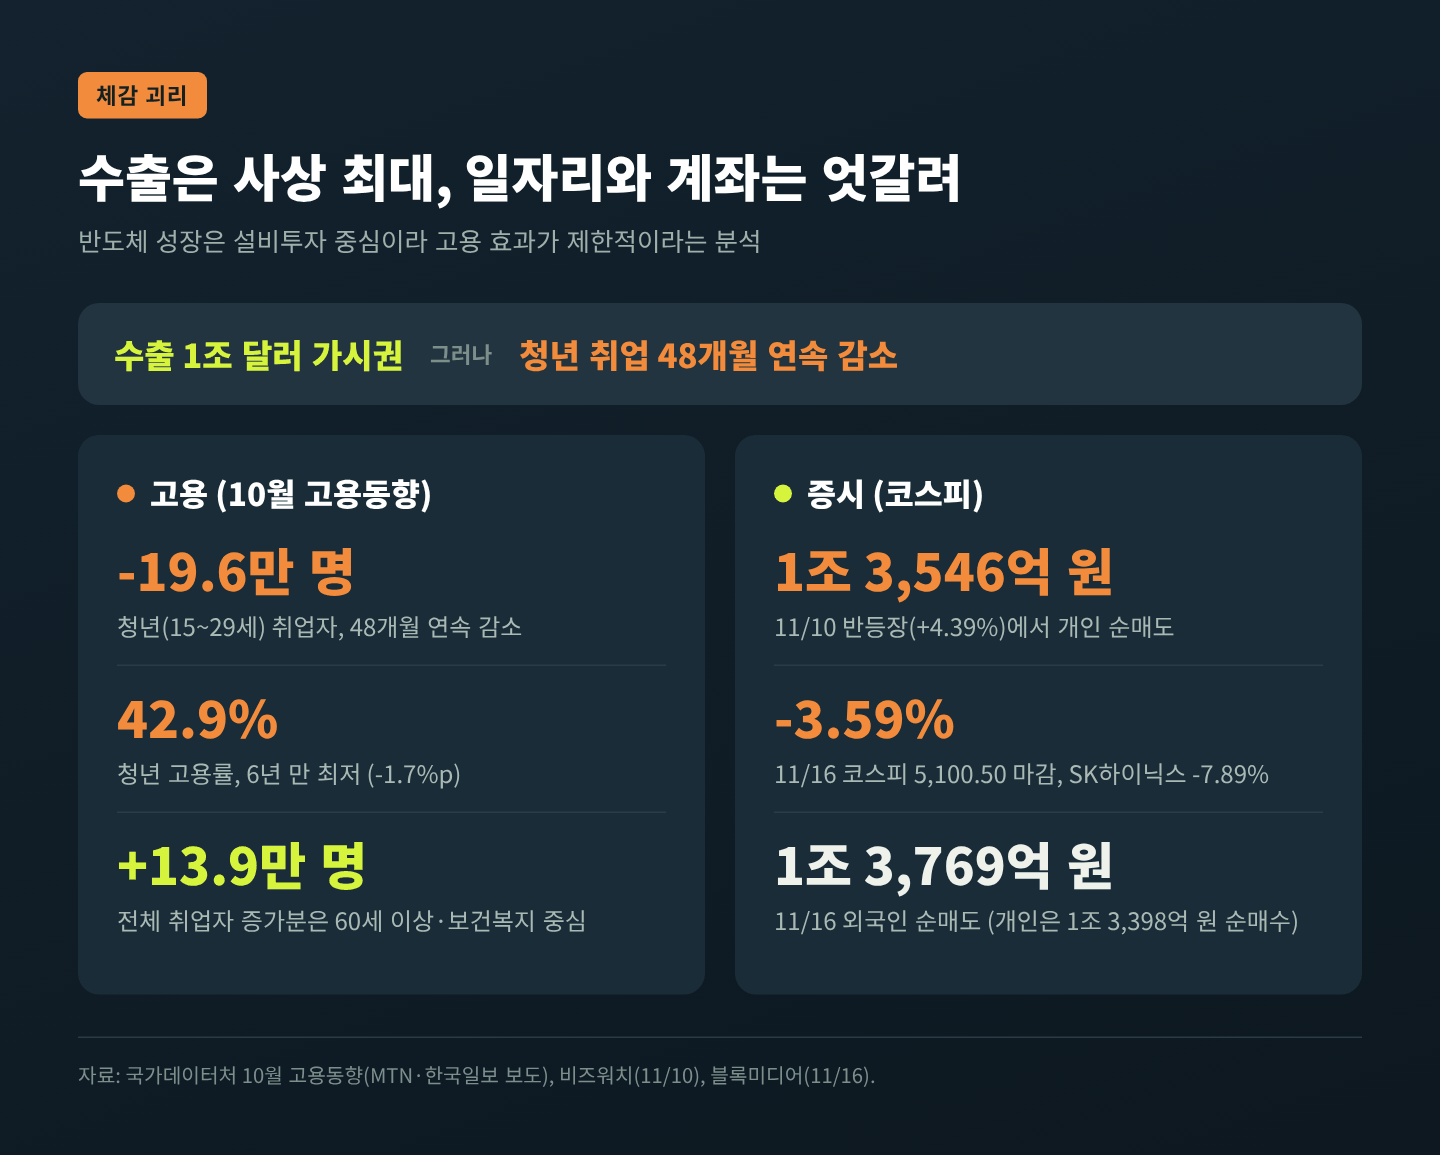 체감 괴리
수출은 사상 최대, 일자리와 계좌는 엇갈려
반도체 성장은 설비투자 중심이라 고용 효과가 제한적이라는 분석
수출 1조 달러 가시권 그러나 청년 취업 48개월 연속 감소
고용 (10월 고용동향)
-19.6만 명
청년(15~29세) 취업자, 48개월 연속 감소
42.9%
청년 고용률, 6년 만 최저 (-1.7%p)
+13.9만 명
전체 취업자 증가분은 60세 이상·보건복지 중심
증시 (코스피)
1조 3,546억 원
11/10 반등장(+4.39%)에서 개인 순매도
-3.59%
11/16 코스피 5,100.50 마감, SK하이닉스 -7.89%
1조 3,769억 원
11/16 외국인 순매도 (개인은 1조 3,398억 원 순매수)
자료: 국가데이터처 10월 고용동향(MTN·한국일보 보도), 비즈워치(11/10), 블록미디어(11/16).